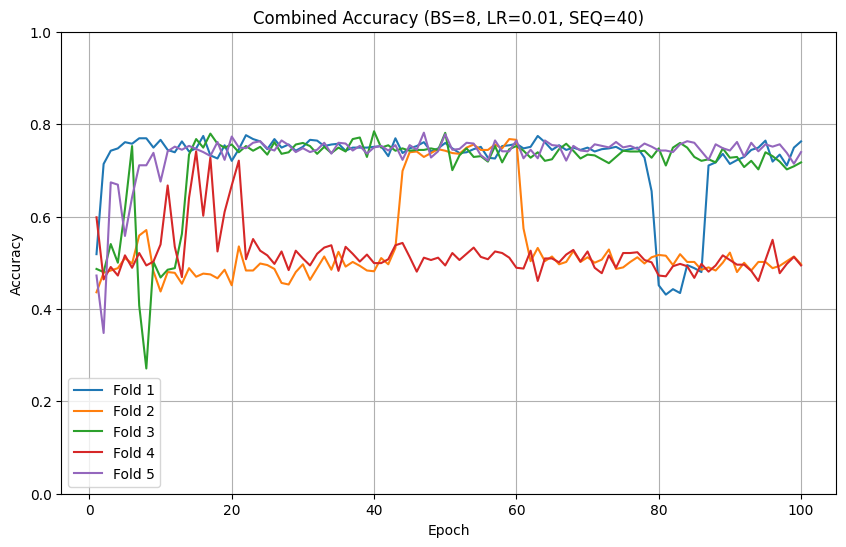 Combined Accuracy (BS=8, LR=0.01, SEQ=40)
Accuracy
1.0
0.8
0.6
0.4
0.2
0.0
Fold 1
Fold 2
Fold 3
Fold 4
Fold 5
0 20 40 60 80 100
Epoch